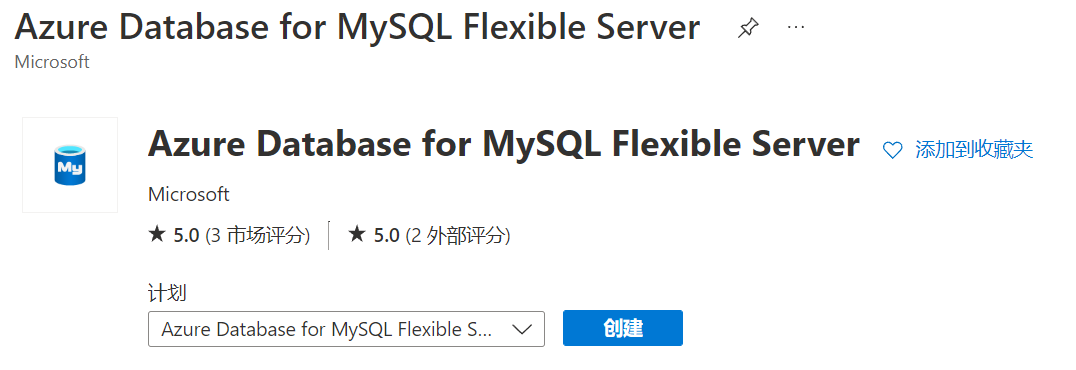 Azure Database for MySQL Flexible Server ···
Microsoft
My
Azure Database for MySQL Flexible Server 添加到收藏夹
Microsoft
★ 5.0 (3 市场评分) | ★ 5.0 (2 外部评分)
计划
Azure Database for MySQL Flexible S... 创建